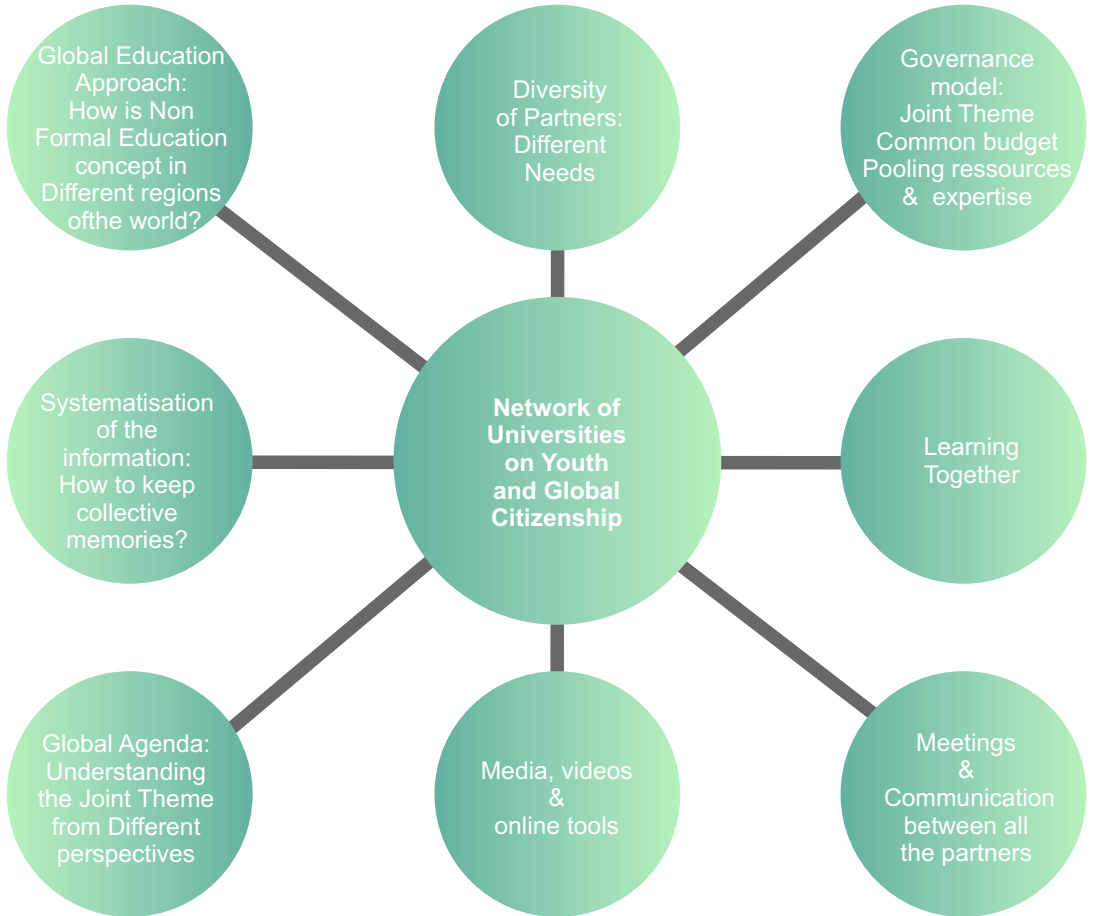 Global Education
Approach:
How is Non
Formal Education
concept in
Different regions
ofthe world?
Diversity
of Partners:
Different
Needs
Governance
model:
Joint Theme
Common budget
Pooling ressources
& expertise
Systematisation
of the
information:
How to keep
collective
memories?
Network of
Universities
on Youth
and Global
Citizenship
Learning
Together
Global Agenda:
Understanding
the Joint Theme
from Different
perspectives
Media, videos
&
online tools
Meetings
&
Communication
between all
the partners